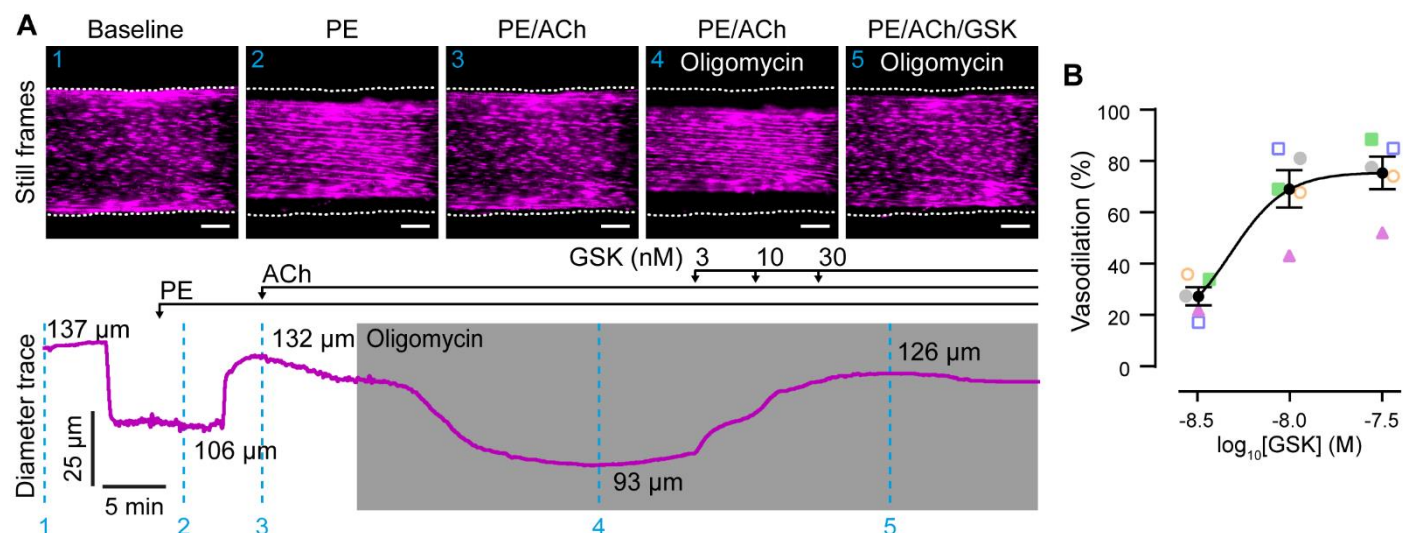 A
Baseline
PE
PE/ACh
PE/ACh
PE/ACh/GSK
Still frames
1
2
3
4
Oligomycin
5
Oligomycin
GSK (nM) 3 10 30
ACh
PE
Diameter trace
137 µm
106 µm
132 µm
Oligomycin
93 µm
126 µm
25 µm
5 min
1
2
3
4
5
B
Vasodilation (%)
100
80
60
40
20
0
-8.5
-8.0
-7.5
log10[GSK] (M)